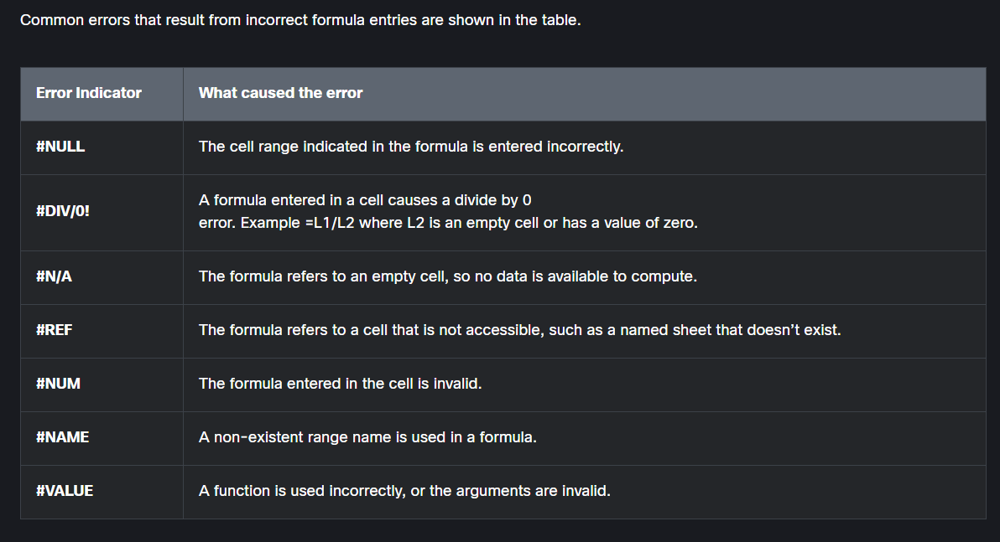 Common errors that result from incorrect formula entries are shown in the table.
Error Indicator
What caused the error
#NULL
The cell range indicated in the formula is entered incorrectly.
#DIV/0!
A formula entered in a cell causes a divide by 0
error. Example =L1/L2 where L2 is an empty cell or has a value of zero.
#N/A
The formula refers to an empty cell, so no data is available to compute.
#REF
The formula refers to a cell that is not accessible, such as a named sheet that doesn’t exist.
#NUM
The formula entered in the cell is invalid.
#NAME
A non-existent range name is used in a formula.
#VALUE
A function is used incorrectly, or the arguments are invalid.